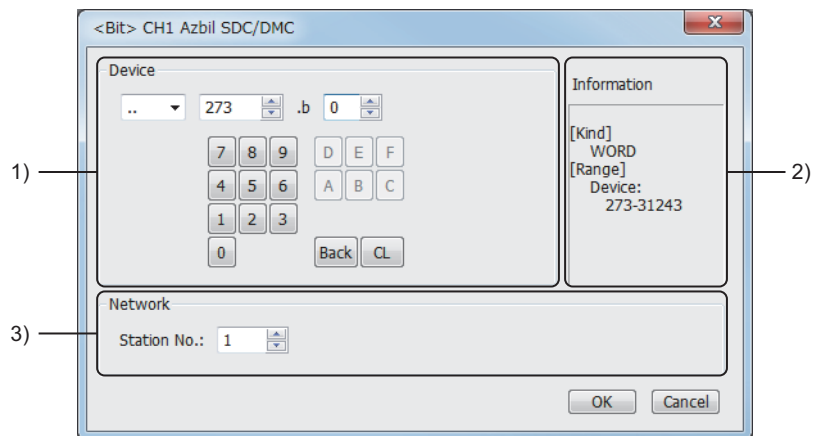 <Bit> CH1 Azbil SDC/DMC
x
Device
.. 273 .b 0
7 8 9 D E F
4 5 6 A B C
1 2 3
0 Back CL
Information
[Kind]
WORD
[Range]
Device:
273-31243
1)
2)
Network
Station No.: 1
3)
OK Cancel